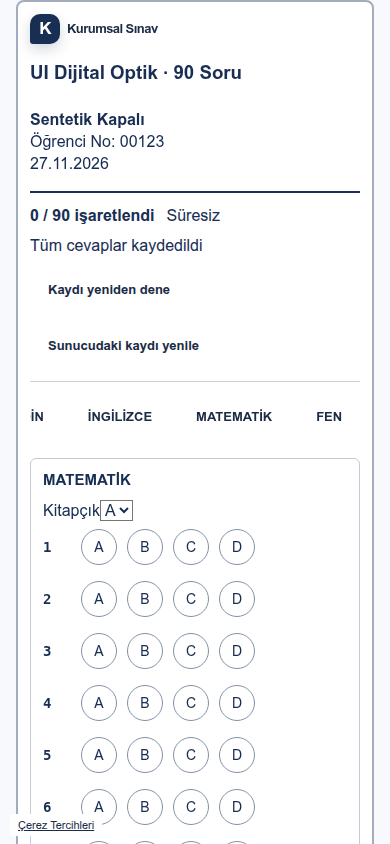 K Kurumsal Sınav
UI Dijital Optik · 90 Soru
Sentetik Kapalı
Öğrenci No: 00123
27.11.2026
0 / 90 işaretlendi Süresiz
Tüm cevaplar kaydedildi
Kaydı yeniden dene
Sunucudaki kaydı yenile
İN İNGİLİZCE MATEMATİK FEN
MATEMATİK
Kitapçık A
1 A B C D
2 A B C D
3 A B C D
4 A B C D
5 A B C D
6 A B C D
Çerez Tercihleri